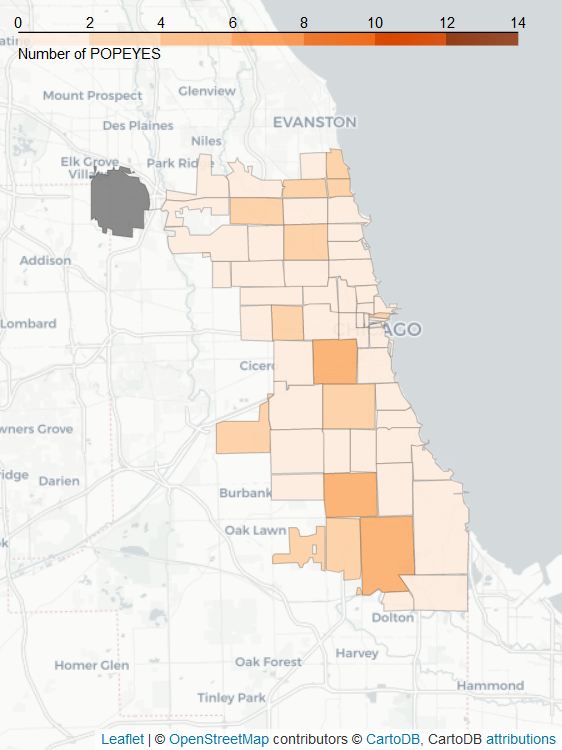 0 2 4 6 8 10 12 14
Number of POPEYES
Mount Prospect
Glenview
EVANSTON
Des Plaines
Niles
Elk Grove
Park Ridge
Addison
Lombard
CHICAGO
Cicero
wners Grove
idge
Darien
Burbank
Oak Lawn
Dolton
Harvey
Homer Glen
Oak Forest
Hammond
Tinley Park
Leaflet | © OpenStreetMap contributors © CartoDB, CartoDB attributions